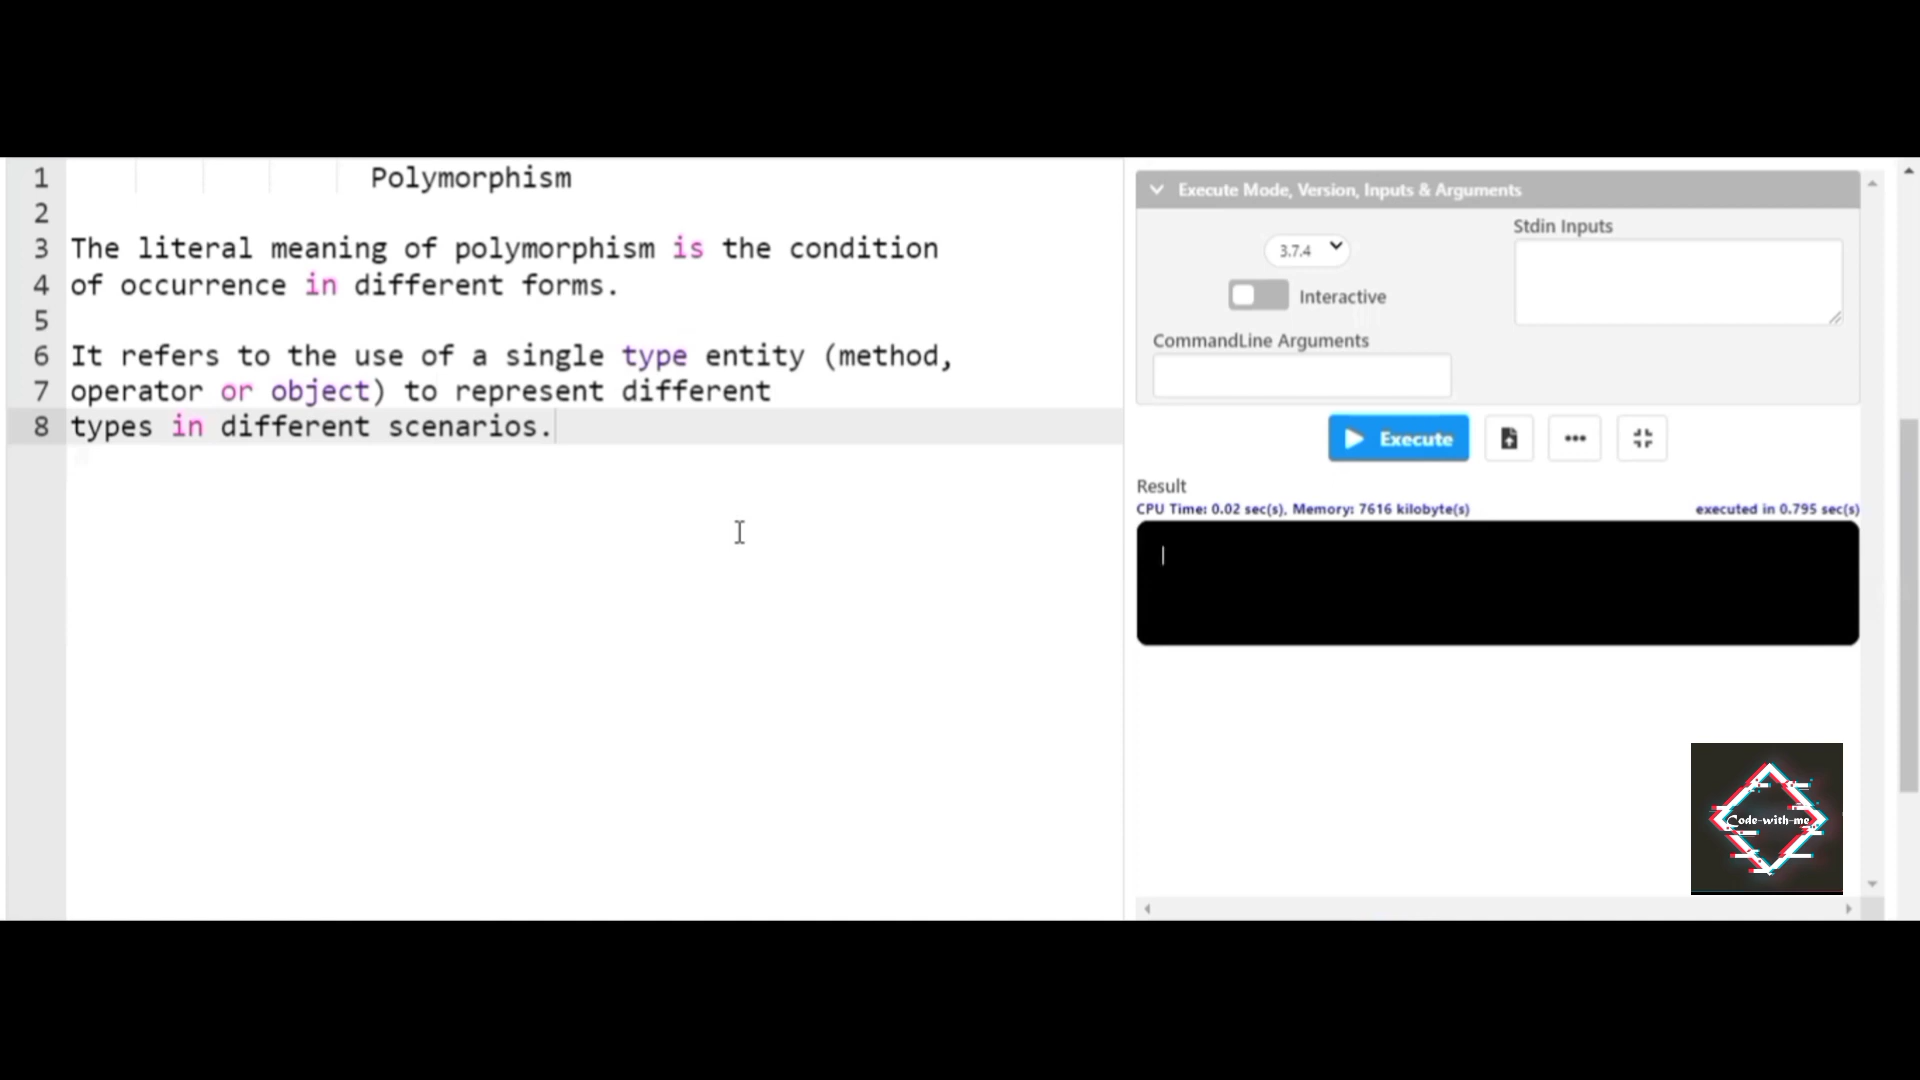 1 Polymorphism
2
3 The literal meaning of polymorphism is the condition
4 of occurrence in different forms.
5
6 It refers to the use of a single type entity (method,
7 operator or object) to represent different
8 types in different scenarios.
Execute Mode, Version, Inputs & Arguments
3.7.4
Interactive
Stdin Inputs
CommandLine Arguments
Execute
Result
CPU Time: 0.02 sec(s), Memory: 7616 kilobyte(s)
executed in 0.795 sec(s)
Code-with-me